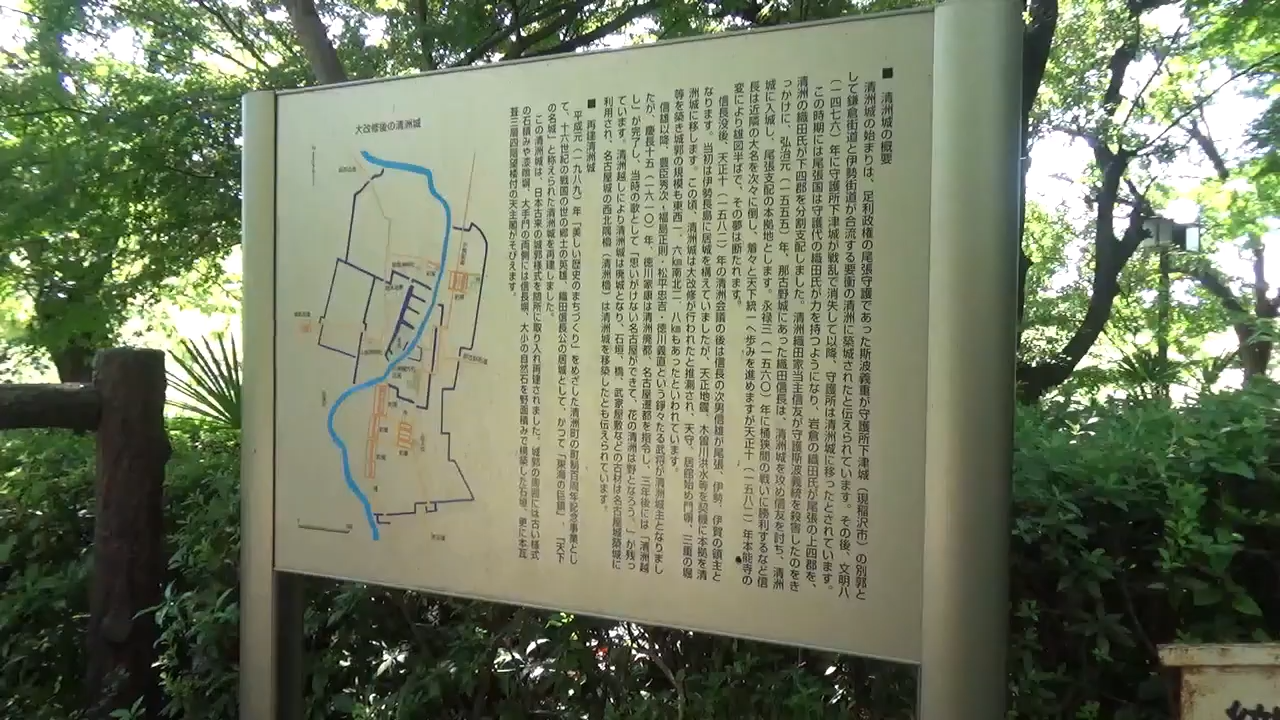 ■ 清洲城の概要
清洲城の始まりは、足利政権の尾張守護であった斯波義重が守護所下津城（現稲沢市）の別郭と
して鎌倉街道と伊勢街道が合流する要衝の清洲に築城されたと伝えられています。その後、文明八
（一四七六）年に守護所下津城が戦乱で消失して以降、守護所は清洲城に移ったとされています。
この時期には尾張国は守護代の織田氏が力を持つようになり、岩倉の織田氏が尾張の上四郡を、
清洲の織田氏が下四郡を分割支配しました。清洲織田家当主信友が守護斯波義統を殺害したのをき
っかけに、弘治元（一五五五）年、那古野城にあった織田信長は、清洲城を攻め信友を討ち、清洲
城に入城し、尾張支配の本拠地とします。永禄三（一五六〇）年に桶狭間の戦いに勝利するなど信
長は近隣の大名を次々に倒し、着々と天下統一へ歩みを進めますが天正十（一五八二）年本能寺の
変により雄図半ばで、その夢は断たれます。
信長没後、天正十（一五八二）年の清洲会議の後は信長の次男信雄が尾張、伊勢、伊賀の領主と
なります。当初は伊勢長島に居城を構えていましたが、天正地震、木曽川洪水等を契機に本拠を清
洲城に移します。この頃、清洲城は大改修が行われたと推測され、天守、居館始め門塀、三重の堀
等を築き城郭の規模も東西一．六㎞南北二．八㎞もあったといわれています。
信雄以降、豊臣秀次・福島正則・松平忠吉・徳川義直という錚々たる武将が清洲城主となりまし
たが、慶長十五（一六一〇）年、徳川家康は清洲廃都、名古屋遷都を指令し、三年後には「清洲越
し」が完了し、当時の歌として「思いがけない名古屋ができて、花の清洲は野となろう。」が残っ
ています。清洲越しにより清洲城は廃城となり、石垣、橋、武家屋敷などの古材は名古屋城築城に
利用され、名古屋城の西北隅櫓（清洲櫓）は清洲城を移築したとも伝えられています。
■ 再建清洲城
平成元（一九八九）年「美しい歴史のまちづくり」をめざした清洲町の町制百周年記念事業とし
て、十六世紀の戦国の世の郷土の英雄、織田信長公の居城として、かつて「東海の巨鎮」、「天下
の名城」と称えられた清洲城を再建しました。
この清洲城は、日本古来の城郭様式を随所に取り入れ再建されました。城郭の周囲には古い様式
の石積みや漆喰塀、大手門の両側には信長塀、大小の自然石を野面積みで構築した石垣、更に本瓦
葺三層四階望楼付の天主閣がそびえます。
大改修後の清洲城